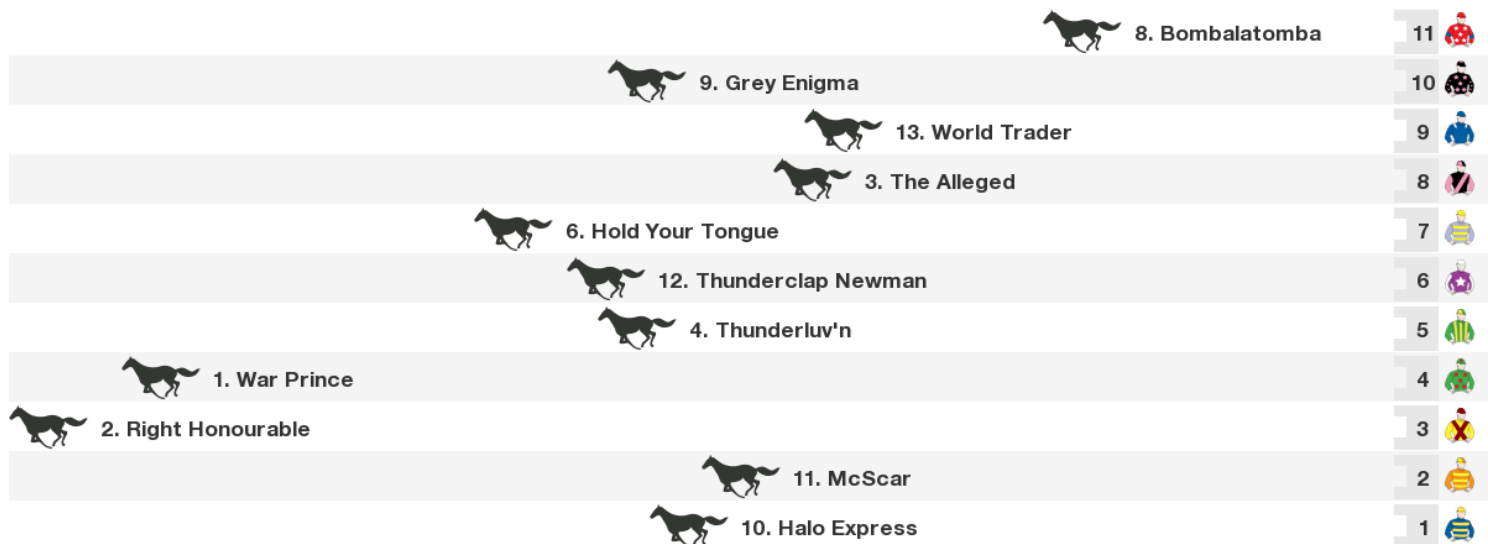 8. Bombalatomba 11
9. Grey Enigma 10
13. World Trader 9
3. The Alleged 8
6. Hold Your Tongue 7
12. Thunderclap Newman 6
4. Thunderluv'n 5
1. War Prince 4
2. Right Honourable 3
11. McScar 2
10. Halo Express 1